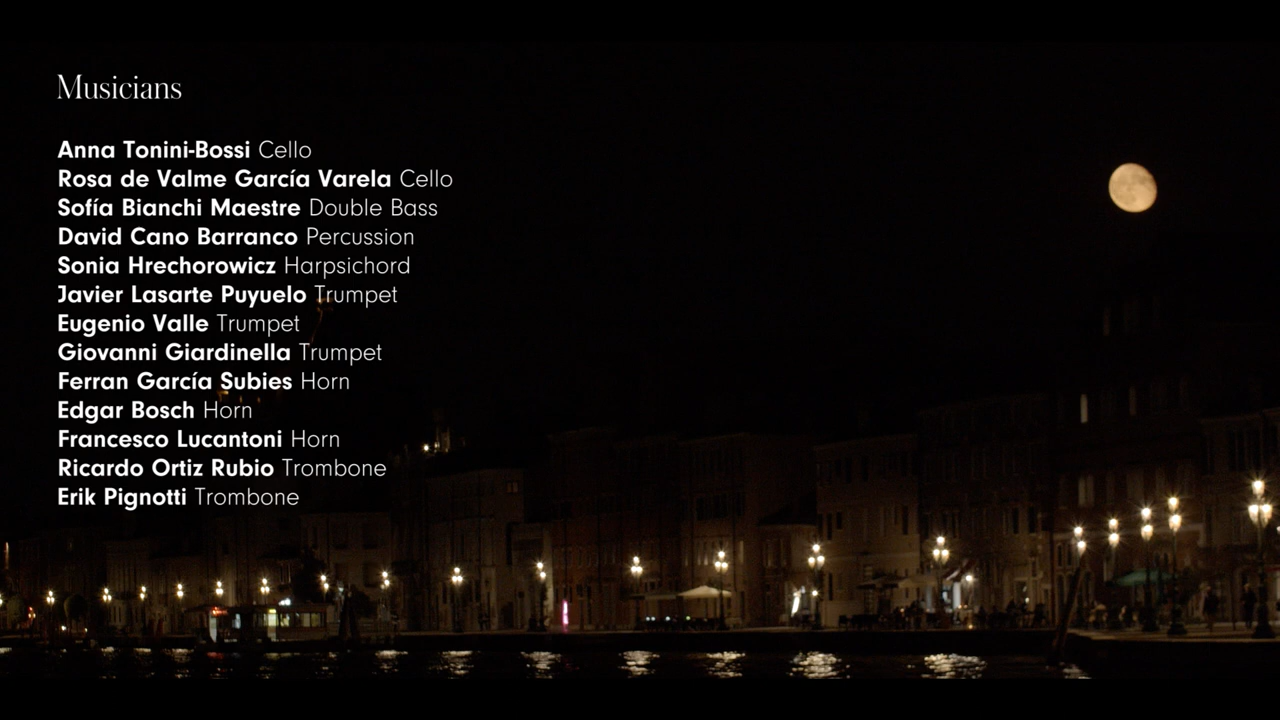 Musicians
Anna Tonini-Bossi Cello
Rosa de Valme García Varela Cello
Sofía Bianchi Maestre Double Bass
David Cano Barranco Percussion
Sonia Hrechorowicz Harpsichord
Javier Lasarte Puyuelo Trumpet
Eugenio Valle Trumpet
Giovanni Giardinella Trumpet
Ferran García Subies Horn
Edgar Bosch Horn
Francesco Lucantoni Horn
Ricardo Ortiz Rubio Trombone
Erik Pignotti Trombone